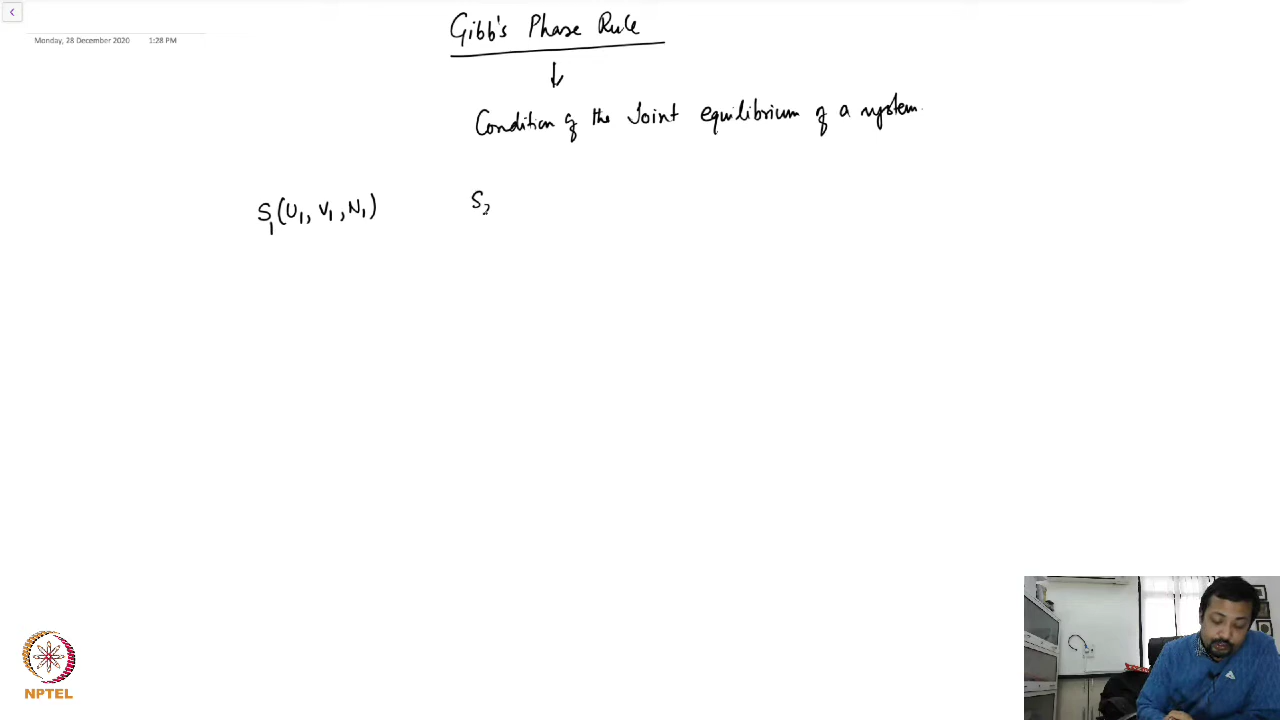 Gibb's Phase Rule
Monday, 28 December 2020 1:28 PM
Condition of the Joint equilibrium of a system.
S1(U1, V1, N1) S2
NPTEL